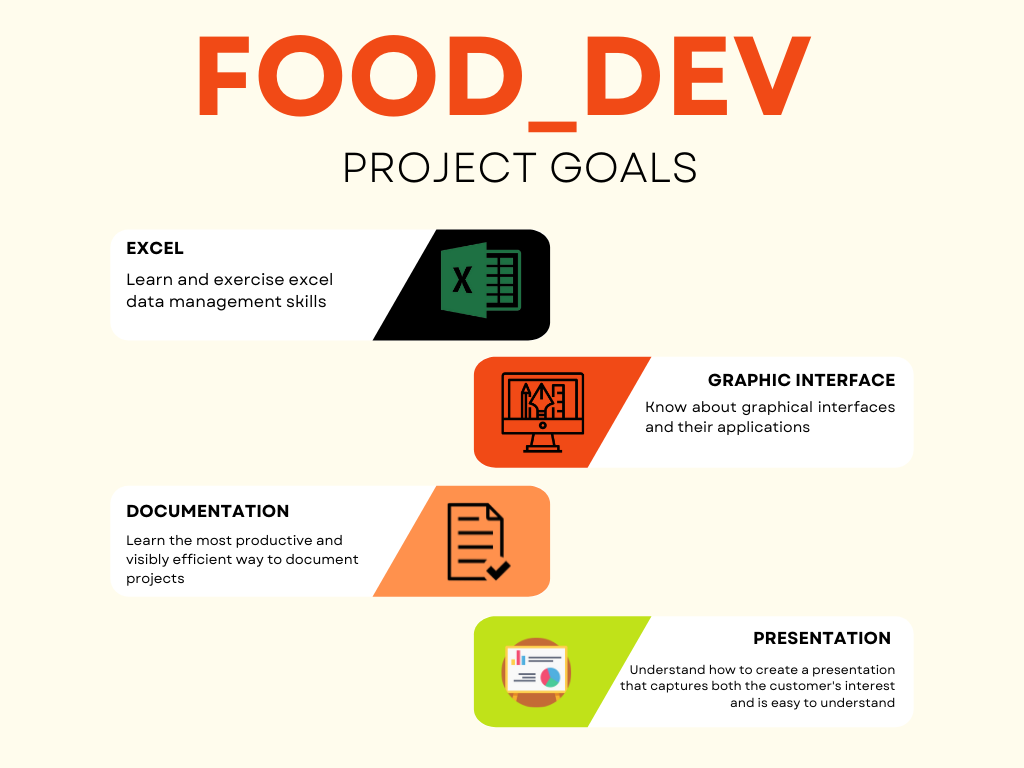 FOOD_DEV
PROJECT GOALS
EXCEL
Learn and exercise excel
data management skills
X
GRAPHIC INTERFACE
Know about graphical interfaces
and their applications
DOCUMENTATION
Learn the most productive and
visibly efficient way to document
projects
PRESENTATION
Understand how to create a presentation
that captures both the customer's interest
and is easy to understand